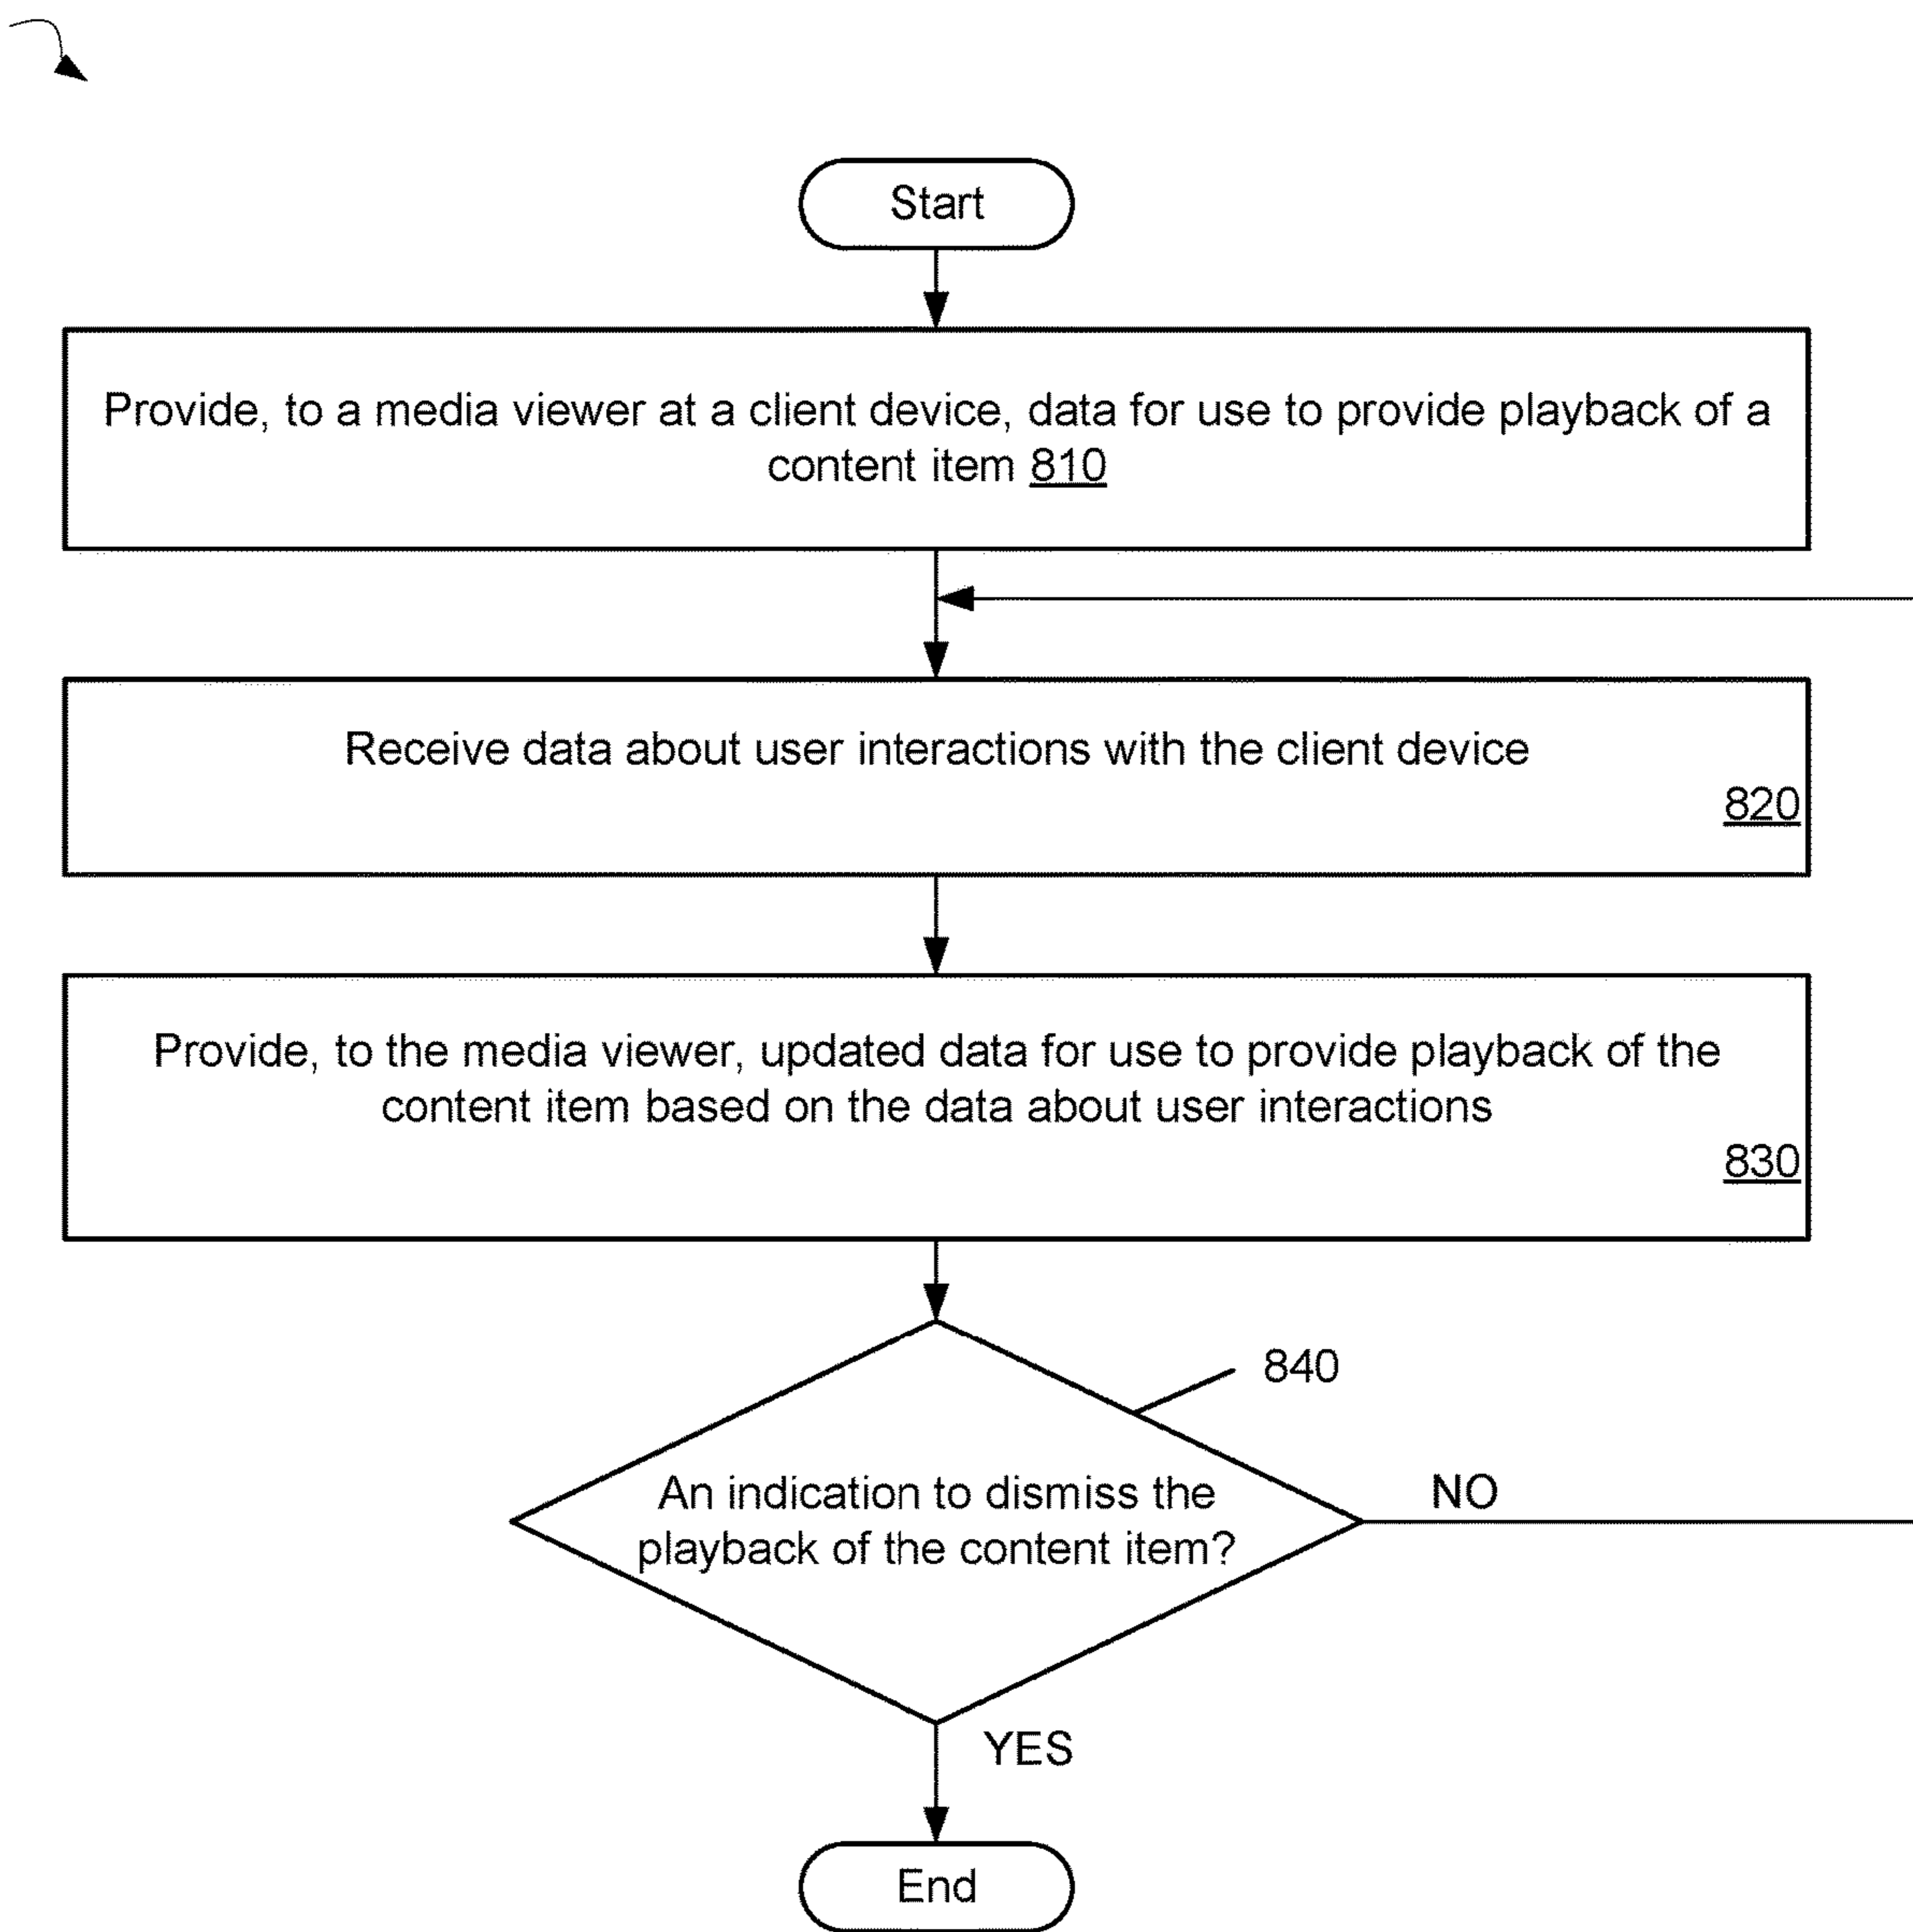 Start
Provide, to a media viewer at a client device, data for use to provide playback of a
content item 810
Receive data about user interactions with the client device
820
Provide, to the media viewer, updated data for use to provide playback of the
content item based on the data about user interactions
830
840
An indication to dismiss the
playback of the content item?
NO
YES
End